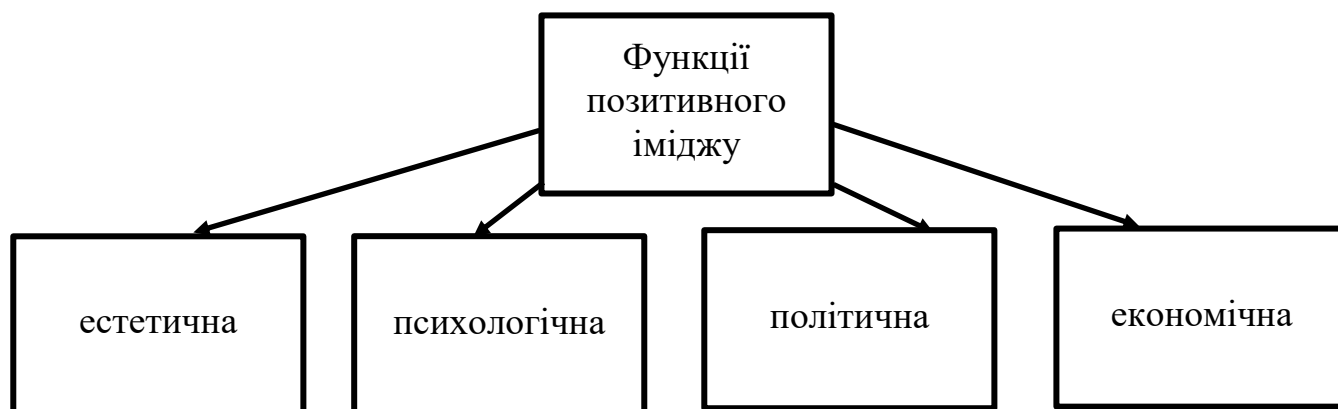 Функції
позитивного
іміджу
естетична
психологічна
політична
економічна